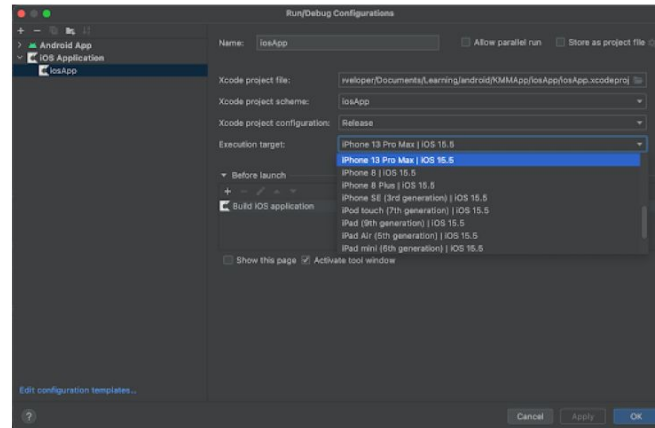 Run/Debug Configurations
Android App
iOS Application
iosApp
Name: iosApp
Allow parallel run
Store as project file
Xcode project file: veloper/Documents/Learning/android/KMMApp/iosApp/iosApp.xcodeproj
Xcode project scheme: iosApp
Xcode project configuration: Release
Execution target: iPhone 13 Pro Max | iOS 15.5
iPhone 13 Pro Max | iOS 15.5
iPhone 8 | iOS 15.5
iPhone 8 Plus | iOS 15.5
iPhone SE (3rd generation) | iOS 15.5
iPod touch (7th generation) | iOS 15.5
iPad (9th generation) | iOS 15.5
iPad Air (5th generation) | iOS 15.5
iPad mini (6th generation) | iOS 15.5
Before launch
Build iOS application
Show this page
Activate tool window
Edit configuration templates...
?
Cancel
Apply
OK